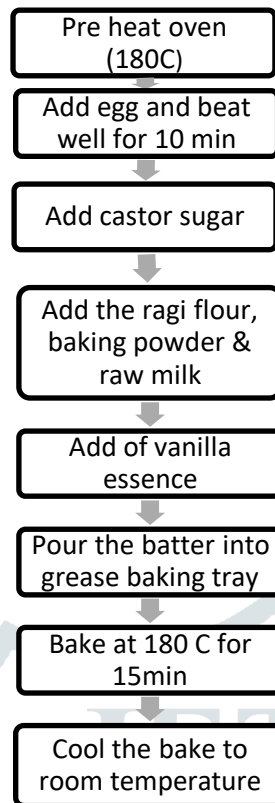 Pre heat oven
(180C)
Add egg and beat
well for 10 min
Add castor sugar
Add the ragi flour,
baking powder &
raw milk
Add of vanilla
essence
Pour the batter into
grease baking tray
Bake at 180 C for
15min
Cool the bake to
room temperature